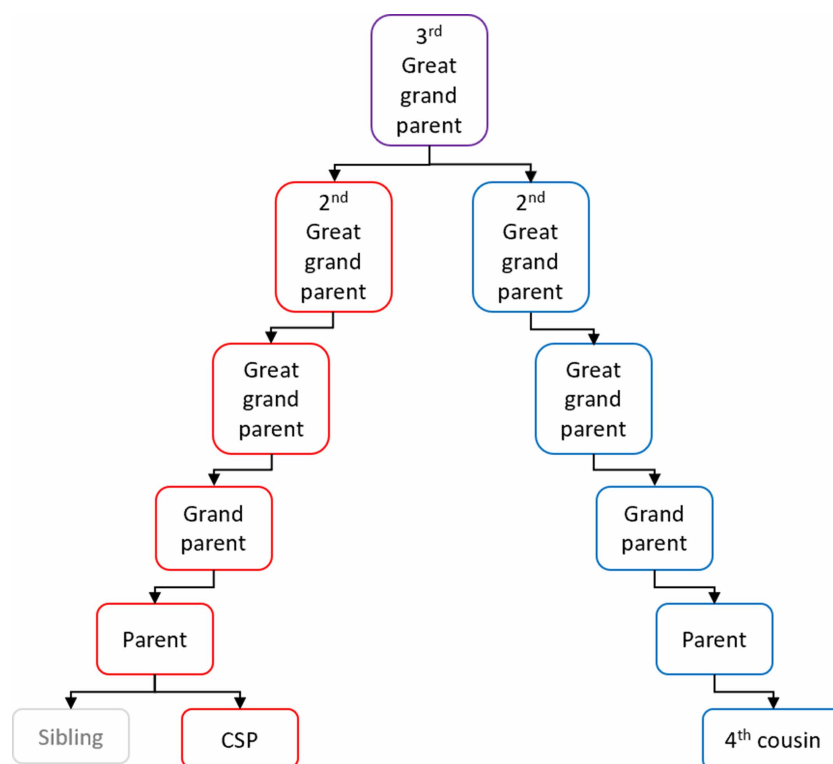 3rd
Great
grand
parent
2nd
Great
grand
parent
2nd
Great
grand
parent
Great
grand
parent
Great
grand
parent
Grand
parent
Grand
parent
Parent
Parent
Sibling
CSP
4th cousin